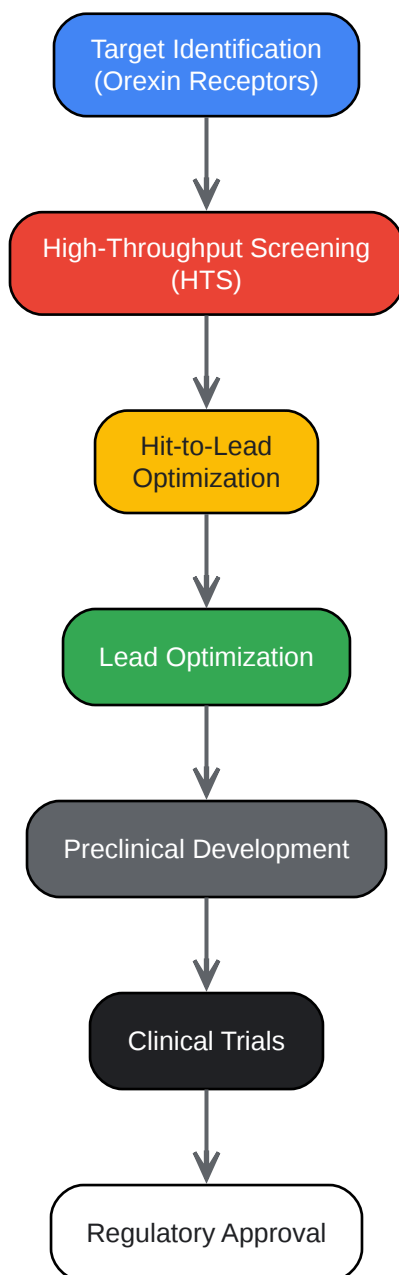 Target Identification
(Orexin Receptors)
High-Throughput Screening
(HTS)
Hit-to-Lead
Optimization
Lead Optimization
Preclinical Development
Clinical Trials
Regulatory Approval